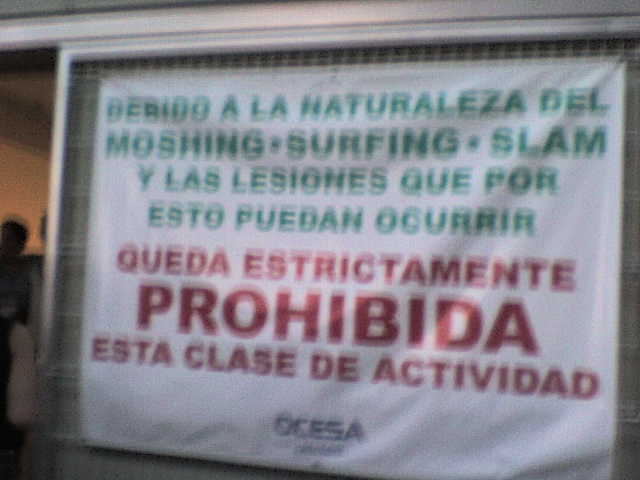 DEBIDO A LA NATURALEZA DEL
MOSHING • SURFING • SLAM
Y LAS LESIONES QUE POR
ESTO PUEDAN OCURRIR
QUEDA ESTRICTAMENTE
PROHIBIDA
ESTA CLASE DE ACTIVIDAD
OCESA